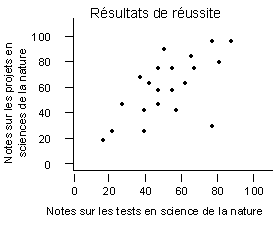 Résultats de réussite
Notes sur les projets en
sciences de la nature
100
80
60
40
20
0
0 20 40 60 80 100
Notes sur les tests en science de la nature